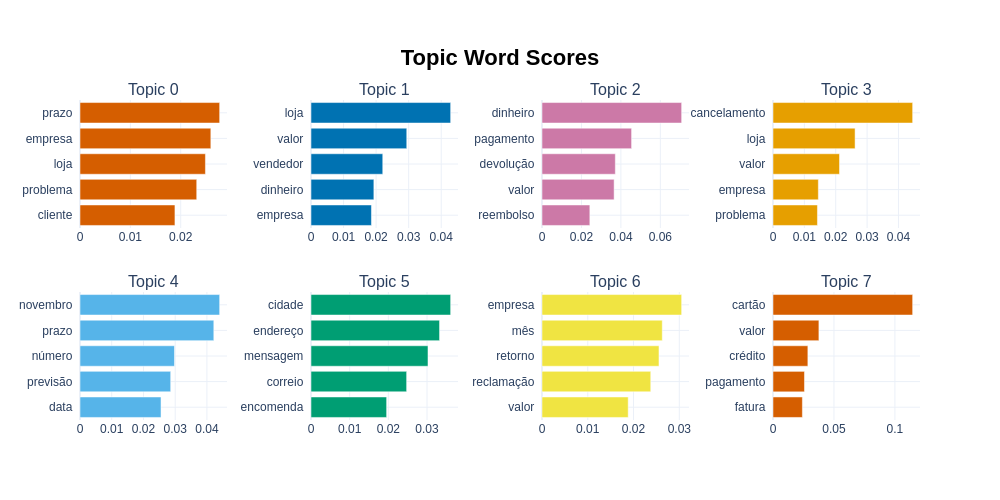 Topic Word Scores
Topic 0
prazo
empresa
loja
problema
cliente
0 0.01 0.02
Topic 1
loja
valor
vendedor
dinheiro
empresa
0 0.01 0.02 0.03 0.04
Topic 2
dinheiro
pagamento
devolução
valor
reembolso
0 0.02 0.04 0.06
Topic 3
cancelamento
loja
valor
empresa
problema
0 0.01 0.02 0.03 0.04
Topic 4
novembro
prazo
número
previsão
data
0 0.01 0.02 0.03 0.04
Topic 5
cidade
endereço
mensagem
correio
encomenda
0 0.01 0.02 0.03
Topic 6
empresa
mês
retorno
reclamação
valor
0 0.01 0.02 0.03
Topic 7
cartão
valor
crédito
pagamento
fatura
0 0.05 0.1